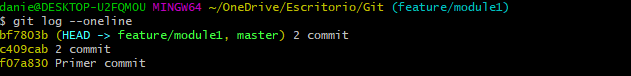 danie@DESKTOP-U2FQMOU MINGW64 ~/OneDrive/Escritorio/Git (feature/module1)
$ git log --oneline
bf7803b (HEAD -> feature/module1, master) 2 commit
c409cab 2 commit
f07a830 Primer commit